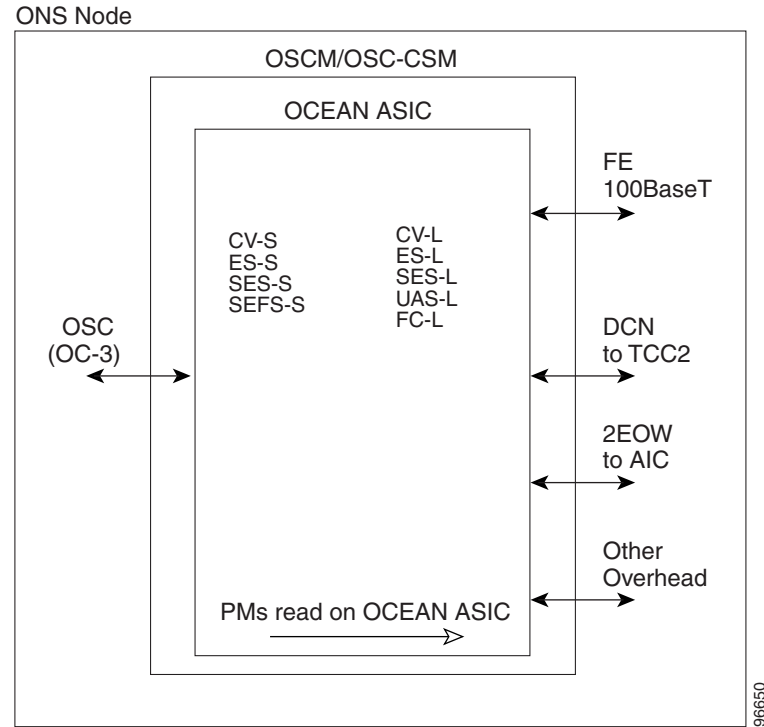 ONS Node
OSCM/OSC-CSM
OCEAN ASIC
FE
100BaseT
CV-S
ES-S
SES-S
SEFS-S
CV-L
ES-L
SES-L
UAS-L
FC-L
OSC
(OC-3)
DCN
to TCC2
2EOW
to AIC
Other
Overhead
PMs read on OCEAN ASIC
96650